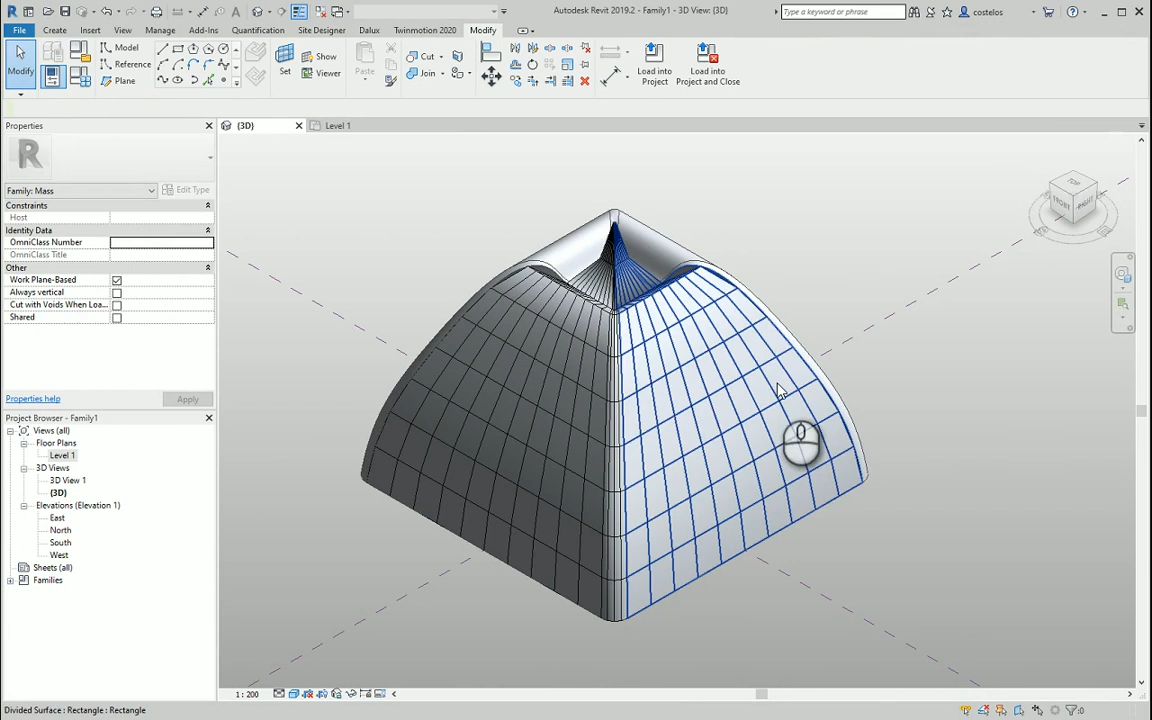 Autodesk Revit 2019.2 - Family1 - 3D View: {3D}
Type a keyword or phrase
costelos
File Create Insert View Manage Add-Ins Collaboration Site Designer Dalux Twinmotion 2020 Modify
Modify
Model
Reference
Plane
Set
Show
Viewer
Paste
Cut
Join
Load into
Project
Load into
Project and Close
Properties
{3D}
Level 1
R
Family: Mass
Edit Type
Constraints
Host
Identity Data
OmniClass Number
OmniClass Title
Other
Work Plane-Based
Always vertical
Cut with Voids When Loa...
Shared
Properties help
Apply
Project Browser - Family1
Views (all)
Floor Plans
Level 1
3D Views
3D View 1
{3D}
Elevations (Elevation 1)
East
North
South
West
Sheets (all)
Families
TOP
FRONT
RIGHT
1 : 200
Divided Surface : Rectangle : Rectangle
:0